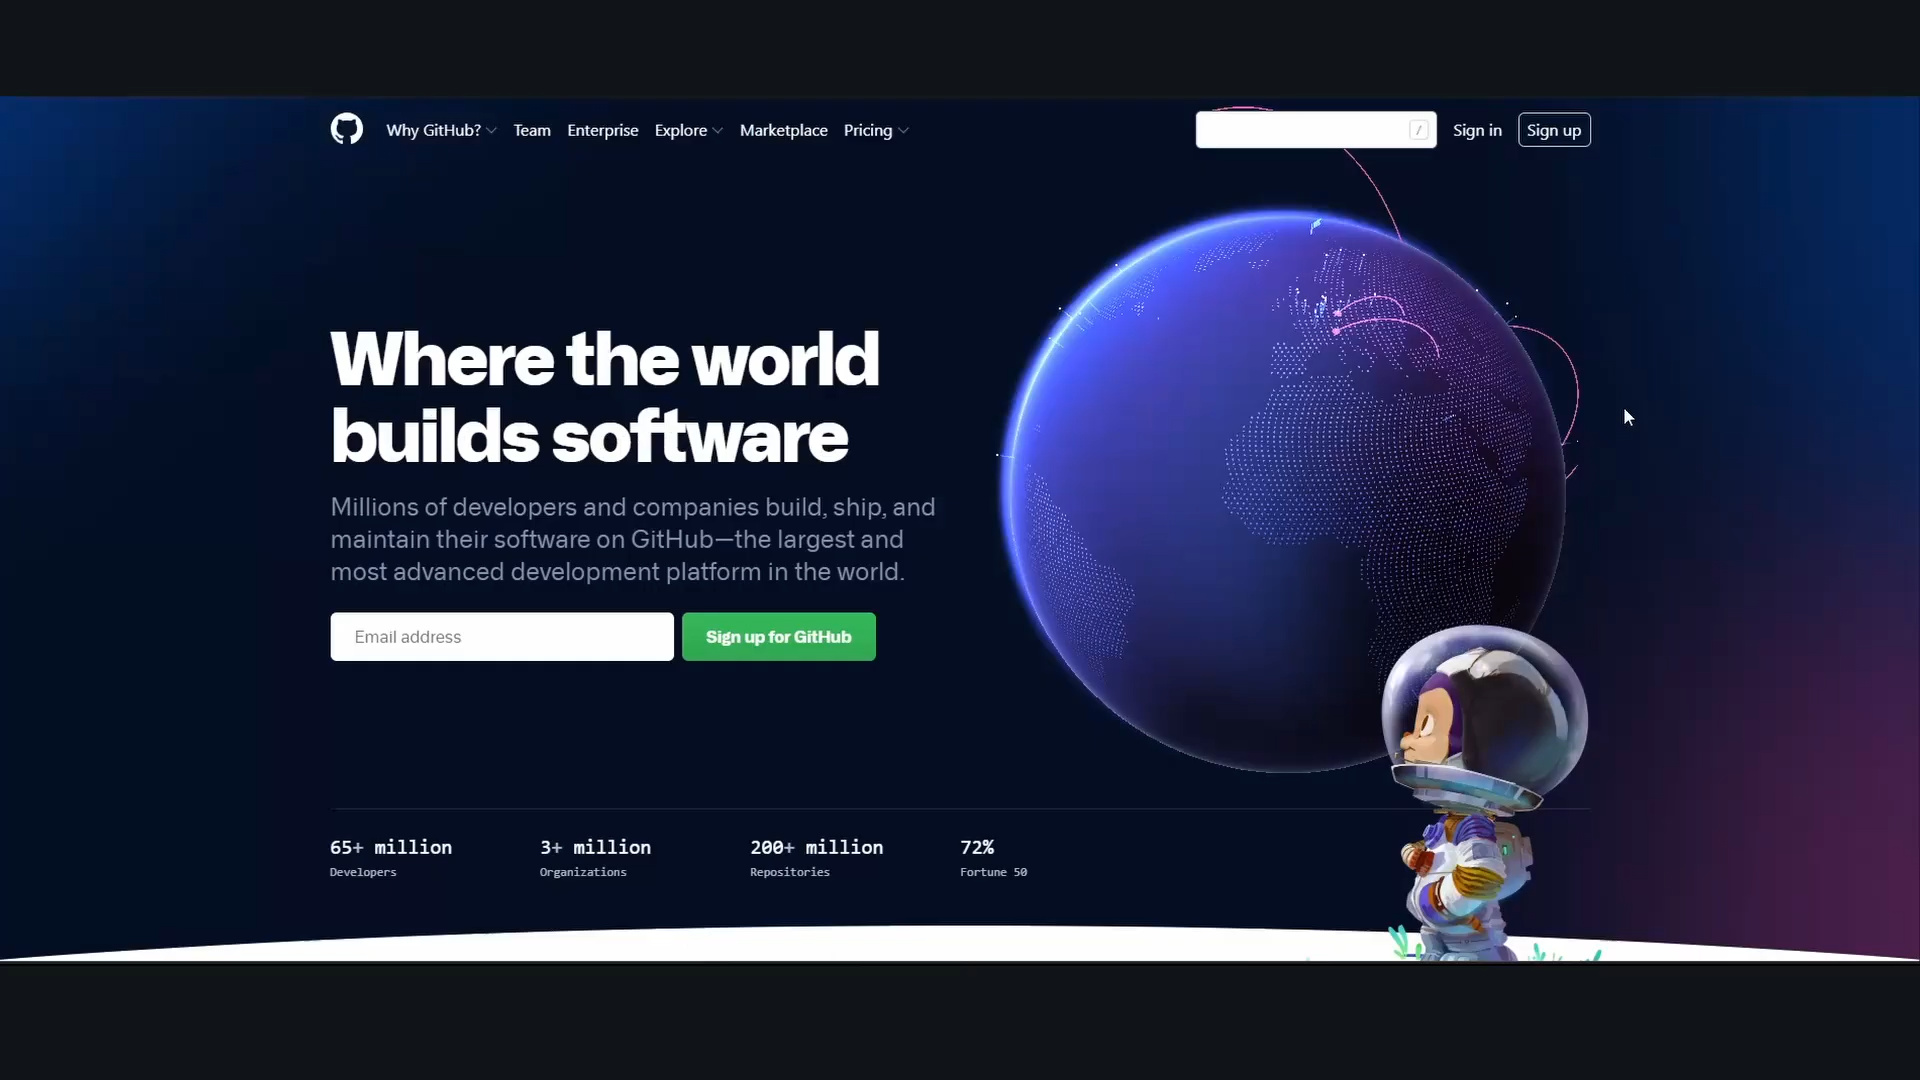 Why GitHub? Team Enterprise Explore Marketplace Pricing / Sign in Sign up
Where the world
builds software
Millions of developers and companies build, ship, and
maintain their software on GitHub—the largest and
most advanced development platform in the world.
Email address Sign up for GitHub
65+ million 3+ million 200+ million 72%
Developers Organizations Repositories Fortune 50